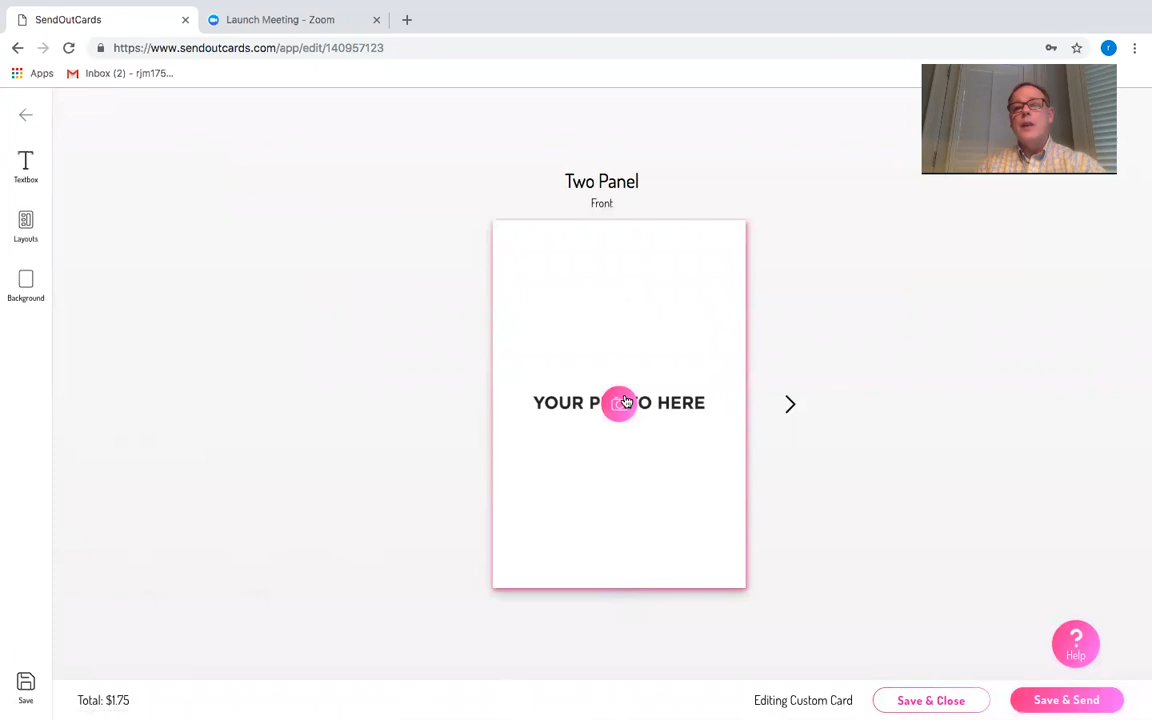 SendOutCards
Launch Meeting - Zoom
https://www.sendoutcards.com/app/edit/140957123
r
Apps
Inbox (2) - rjm175...
Textbox
Layouts
Background
Two Panel
Front
YOUR P TO HERE
?
Help
Save
Total: $1.75
Editing Custom Card
Save & Close
Save & Send